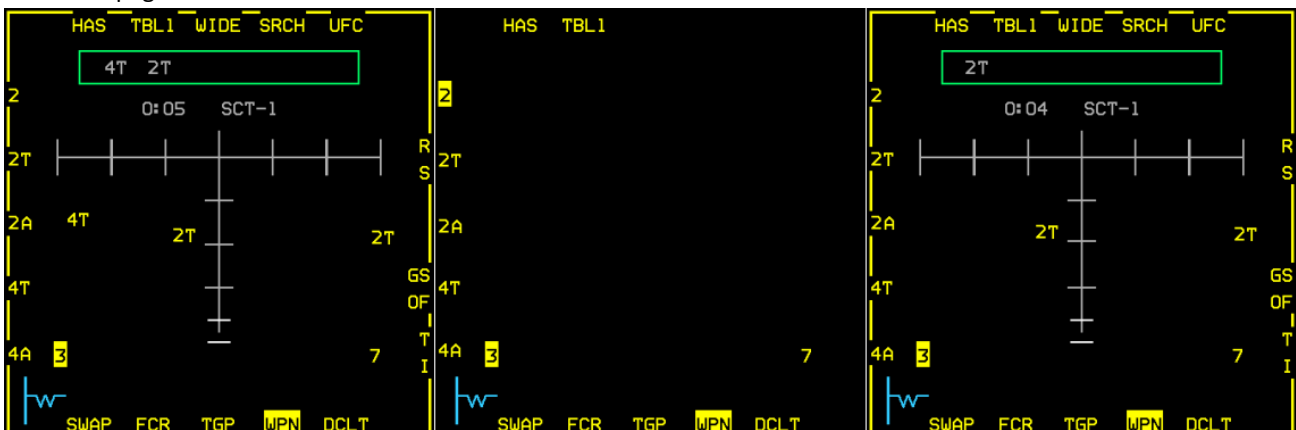 HAS TBL1 WIDE SRCH UFC
4T 2T
2
0:05 SCT-1
R
2T
S
2A 4T 2T 2T
GS
4T
OF
T
4A 3 7
I
W
SWAP FCR TGP WPN DCLT
HAS TBL1
2
2T
2A
4T
4A 3 7
W
SWAP FCR TGP WPN DCLT
HAS TBL1 WIDE SRCH UFC
2T
2
0:04 SCT-1
R
2T
S
2A 2T 2T
GS
4T
OF
T
4A 3 7
I
W
SWAP FCR TGP WPN DCLT